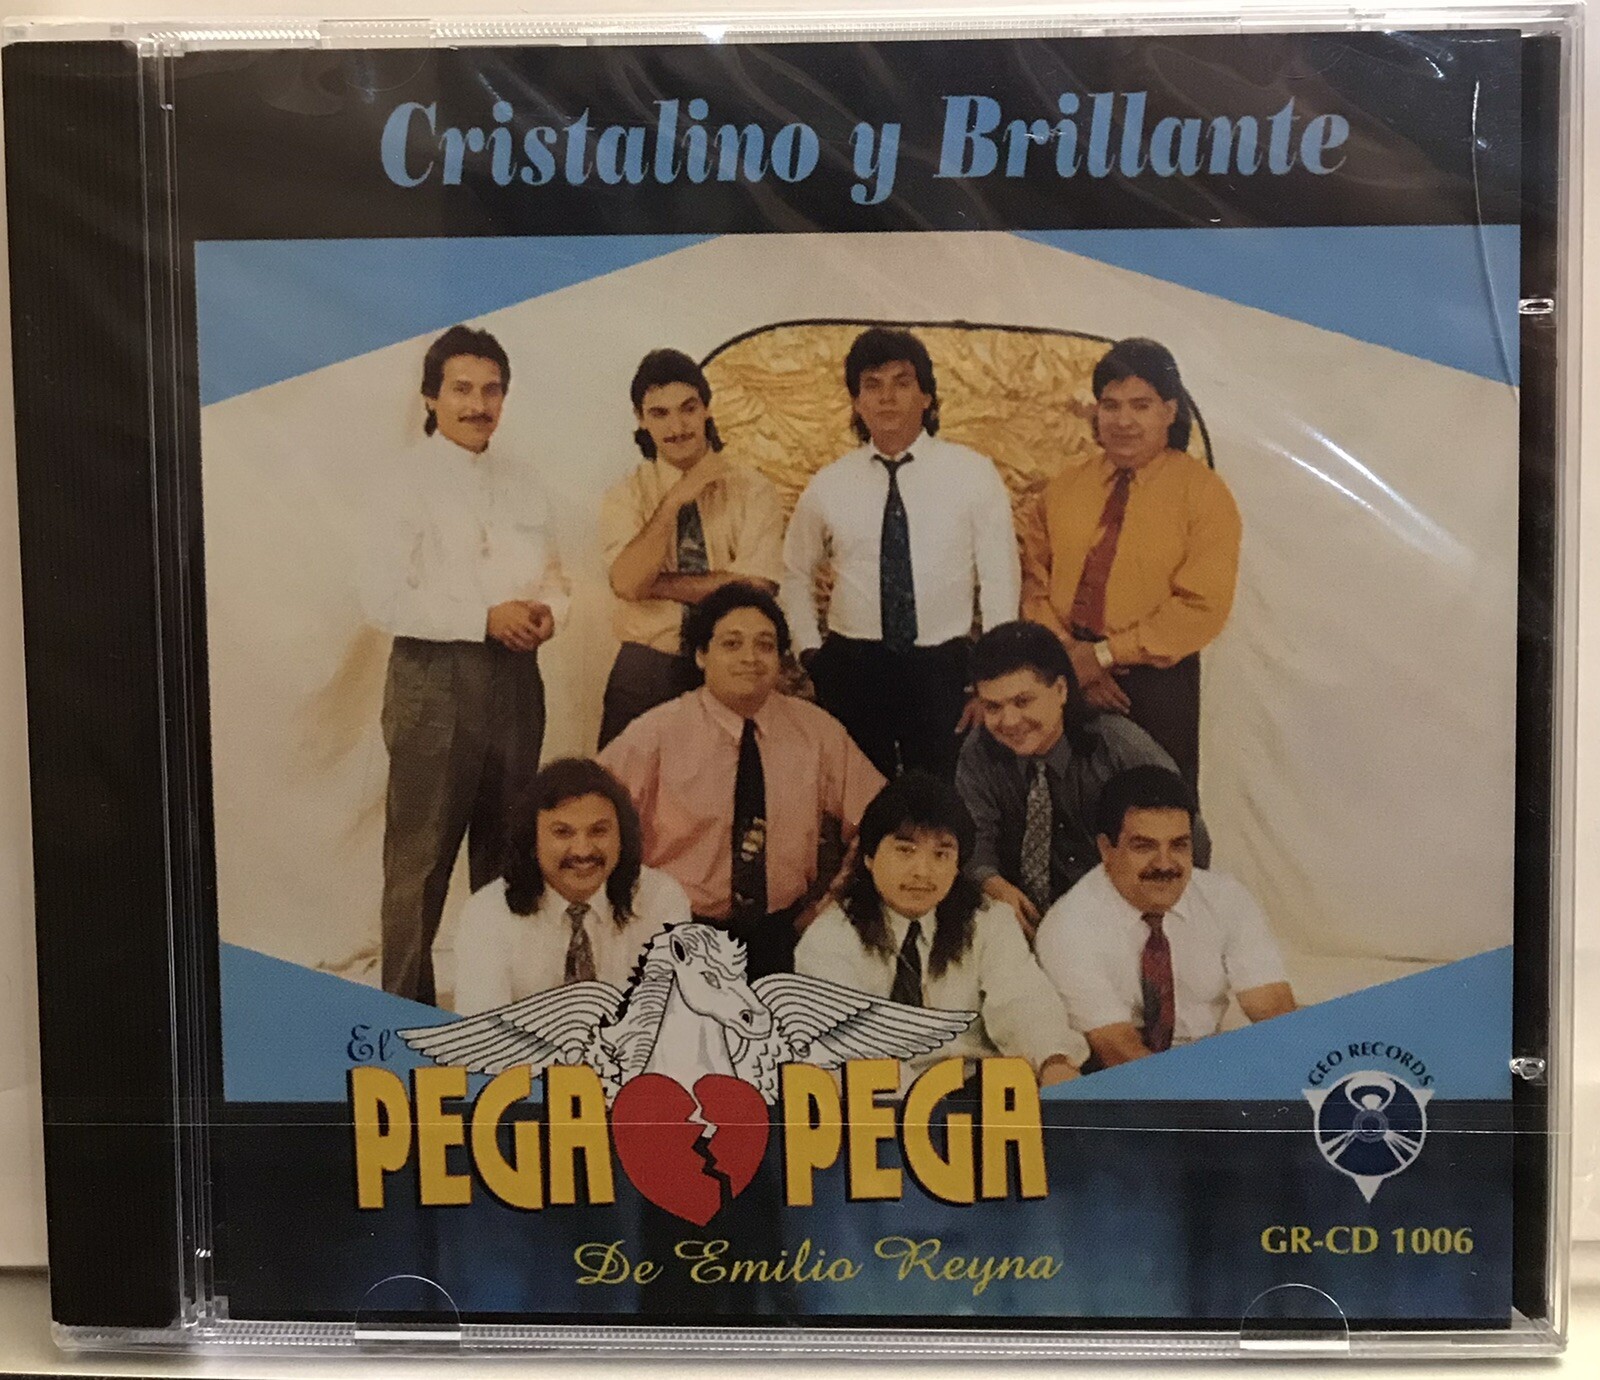 Cristalino y Brillante
El
PEGA PEGA
De Emilio Reyna
GEO RECORDS
GR-CD 1006